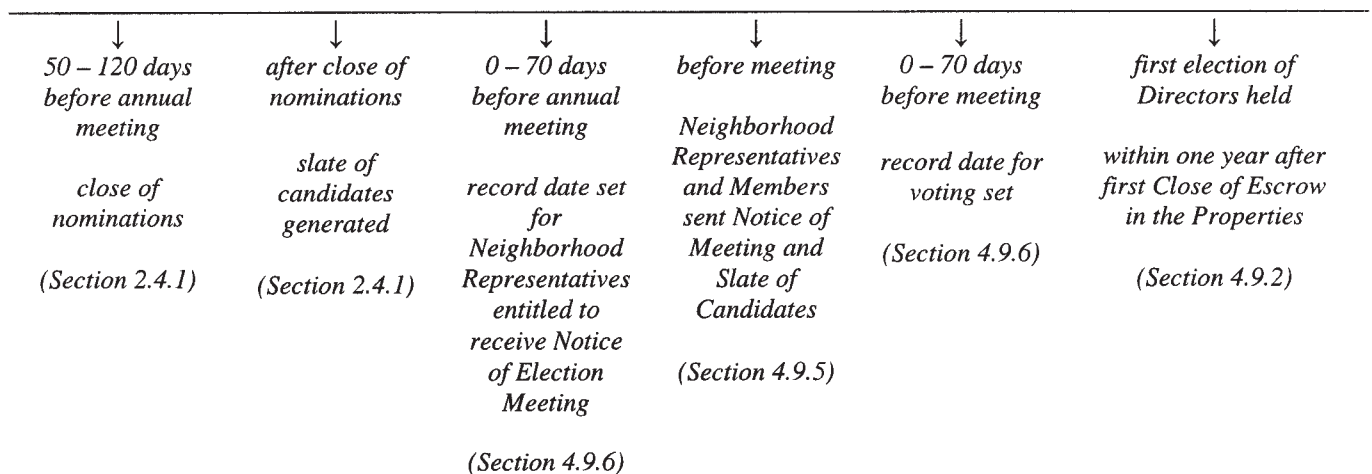 50 – 120 days
before annual
meeting
close of
nominations
(Section 2.4.1)
after close of
nominations
slate of
candidates
generated
(Section 2.4.1)
0 – 70 days
before annual
meeting
record date set
for
Neighborhood
Representatives
entitled to
receive Notice
of Election
Meeting
(Section 4.9.6)
before meeting
Neighborhood
Representatives
and Members
sent Notice of
Meeting and
Slate of
Candidates
(Section 4.9.5)
0 – 70 days
before meeting
record date for
voting set
(Section 4.9.6)
first election of
Directors held
within one year after
first Close of Escrow
in the Properties
(Section 4.9.2)